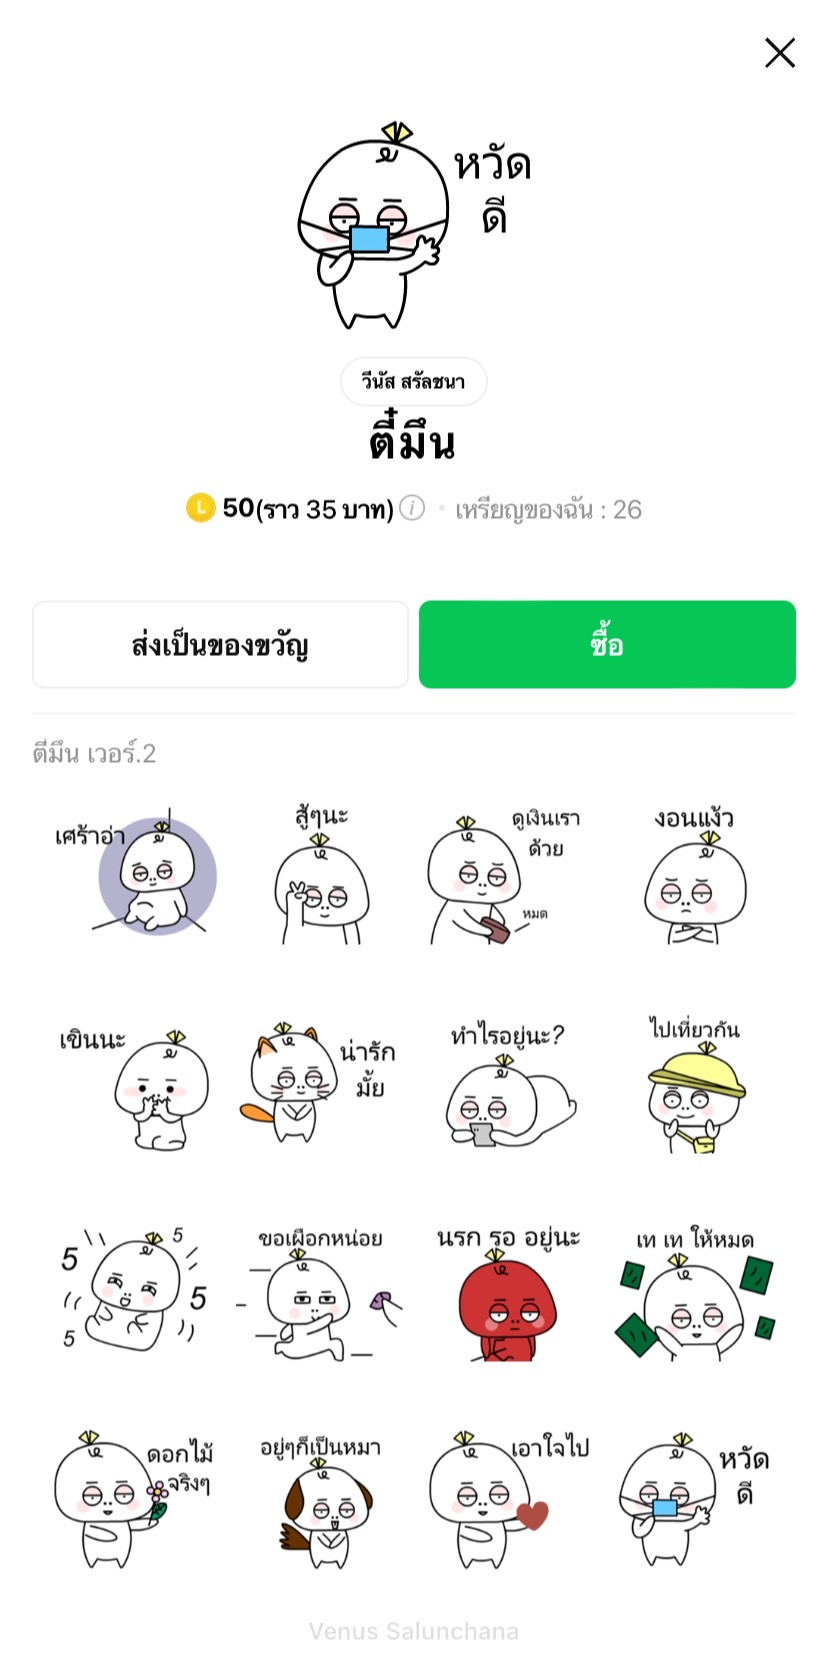 หวัด
ดี
วีนัส สรัลชนา
ตี๋มึน
L 50(ราว 35 บาท) i • เหรียญของฉัน : 26
ส่งเป็นของขวัญ
ซื้อ
ตีมึน เวอร์.2
เศร้าอ่า
สู้ๆนะ
ดูเงินเรา
ด้วย
หมด
งอนแง้ว
เขินนะ
น่ารัก
มั้ย
ทำไรอยู่นะ?
ไปเที่ยวกัน
5
5
5
5
ขอเผือกหน่อย
นรก รอ อยู่นะ
เท เท ให้หมด
ดอกไม้
จริงๆ
อยู่ๆก็เป็นหมา
เอาใจไป
หวัด
ดี
Venus Salunchana